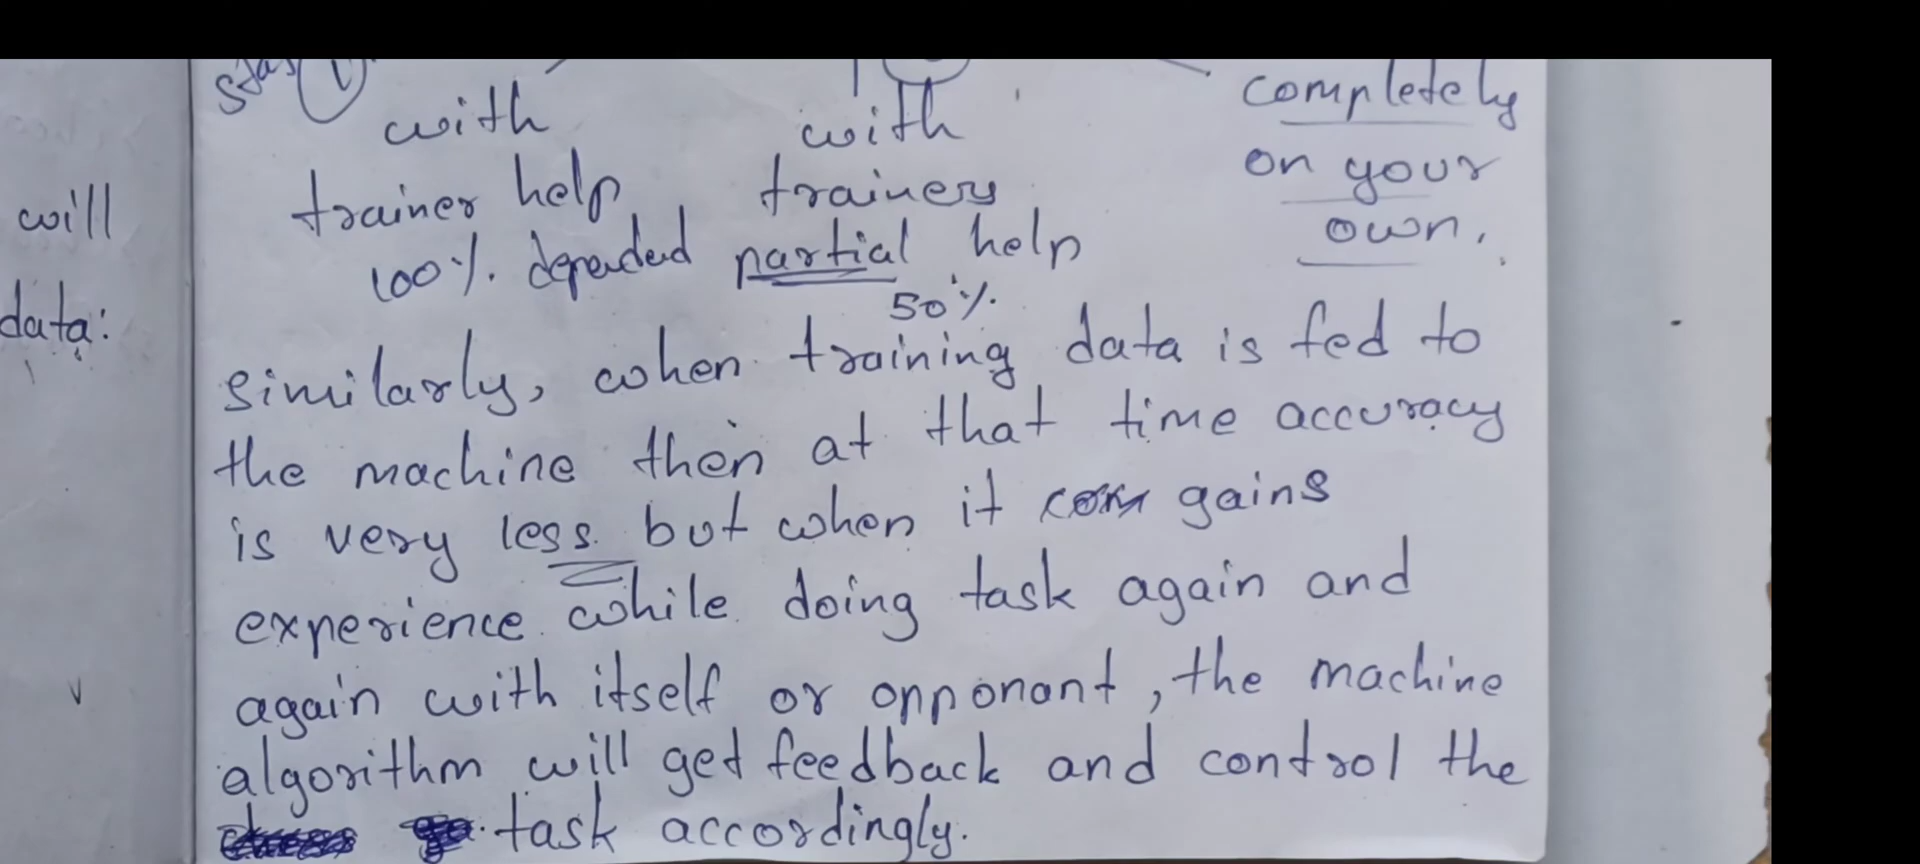 will
data:
with
trainer help
100% depended
with
trainers
partial help
50%
completely
on your
own.
similarly, when training data is fed to
the machine then at that time accuracy
is very less but when it gains
experience while doing task again and
again with itself or opponant, the machine
algorithm will get feedback and control the
task accordingly.